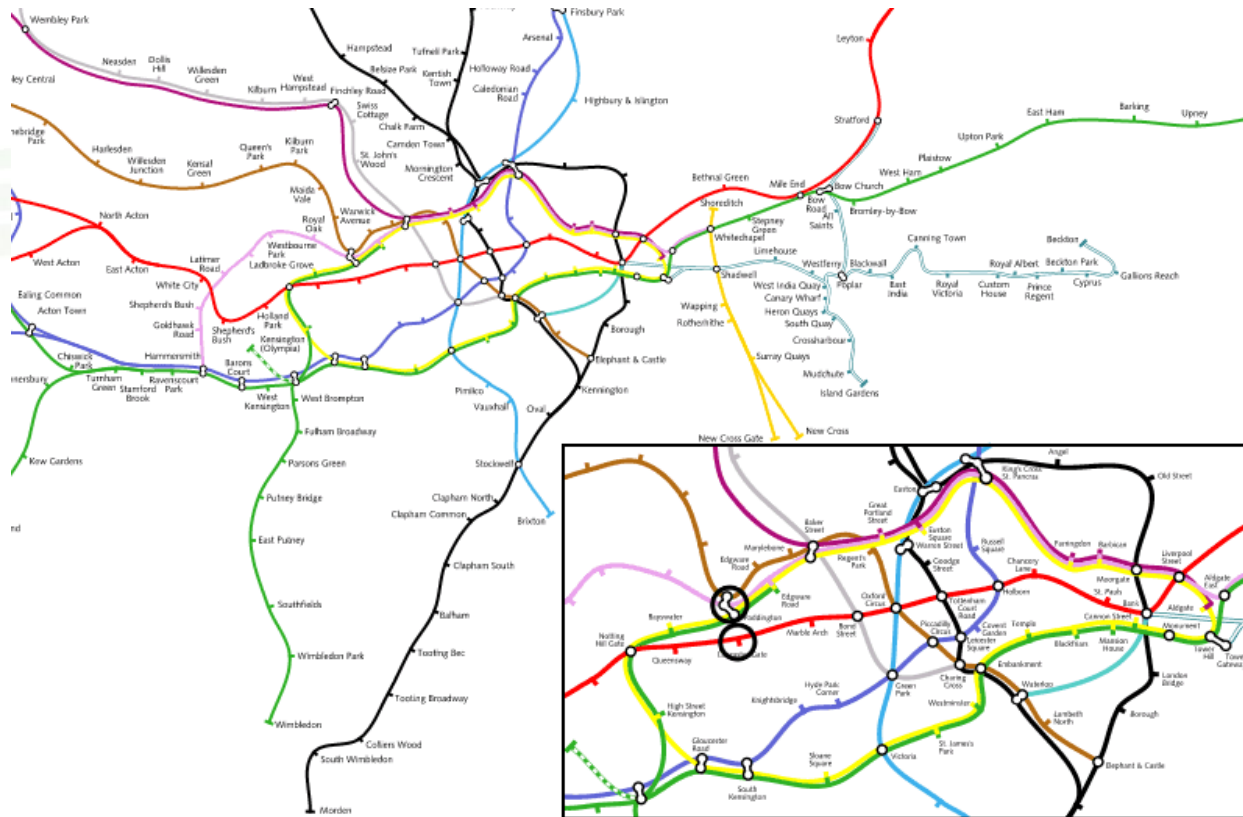 Wembley Park
Neasden
Dollis
Hill
Willesden
Green
Kilburn
West
Hampstead
Finchley Road
Swiss
Cottage
St. John's
Wood
ley Central
Hampstead
Belsize Park
Chalk Farm
Camden Town
Mornington
Crescent
Tufnell Park
Kentish
Town
Finsbury Park
Arsenal
Holloway Road
Caledonian
Road
Highbury & Islington
Leyton
Stratford
nebridge
Park
Harlesden
Willesden
Junction
Kensal
Green
Queen's
Park
Kilburn
Park
Maida
Vale
Warwick
Avenue
Royal
Oak
Westbourne
Park
Ladbroke Grove
Latimer
Road
White City
Shepherd's Bush
Goldhawk
Road
Hammersmith
North Acton
West Acton
East Acton
Shepherd's
Bush
Holland
Park
Kensington
(Olympia)
Ealing Common
Acton Town
Chiswick
Park
Turnham
Green
Stamford
Brook
Ravenscourt
Park
Barons
Court
West
Kensington
West Brompton
nersbury
Kew Gardens
nd
Fulham Broadway
Parsons Green
Putney Bridge
East Putney
Southfields
Wimbledon Park
Wimbledon
Bethnal Green
Mile End
Shoreditch
Stepney
Green
Whitechapel
Bow
Road
Bow Church
Bromley-by-Bow
West Ham
Plaistow
Upton Park
East Ham
Barking
Upney
All
Saints
Limehouse
Westferry
Shadwell
Wapping
Rotherhithe
Surray Quays
New Cross Gate
New Cross
West India Quay
Canary Wharf
Heron Quays
South Quay
Crossharbour
Mudchute
Island Gardens
Poplar
Blackwall
East
India
Canning Town
Royal
Victoria
Custom
House
Royal Albert
Prince
Regent
Beckton Park
Cyprus
Beckton
Gallions Reach
Borough
Elephant & Castle
Kennington
Pimlico
Vauxhall
Oval
Stockwell
Brixton
Clapham North
Clapham Common
Clapham South
Balham
Tooting Bec
Tooting Broadway
Colliers Wood
South Wimbledon
Morden
Angel
Old Street
King's Cross
St. Pancras
Euston
Great
Portland
Street
Euston
Square
Warren Street
Baker
Street
Marylebone
Edgware
Road
Regent's
Park
Goodge
Street
Russell
Square
Farringdon
Barbican
Liverpool
Street
Moorgate
Chancery
Lane
St. Pauls
Holborn
Aldgate
East
Aldgate
Bank
Edgware
Road
Paddington
Bayswater
Notting
Hill Gate
Queensway
Marble Arch
Bond
Street
Oxford
Circus
Tottenham
Court
Road
Piccadilly
Circus
Covent
Garden
Leicester
Square
Temple
Cannon Street
Blackfriars
Mansion
House
Monument
Tower
Hill
Tower
Gateway
Charing
Cross
Embankment
Waterloo
Westminster
London
Bridge
Borough
Lambeth
North
Elephant & Castle
High Street
Kensington
Hyde Park
Corner
Knightsbridge
Green
Park
Gloucester
Road
South
Kensington
Sloane
Square
Victoria
St. James's
Park